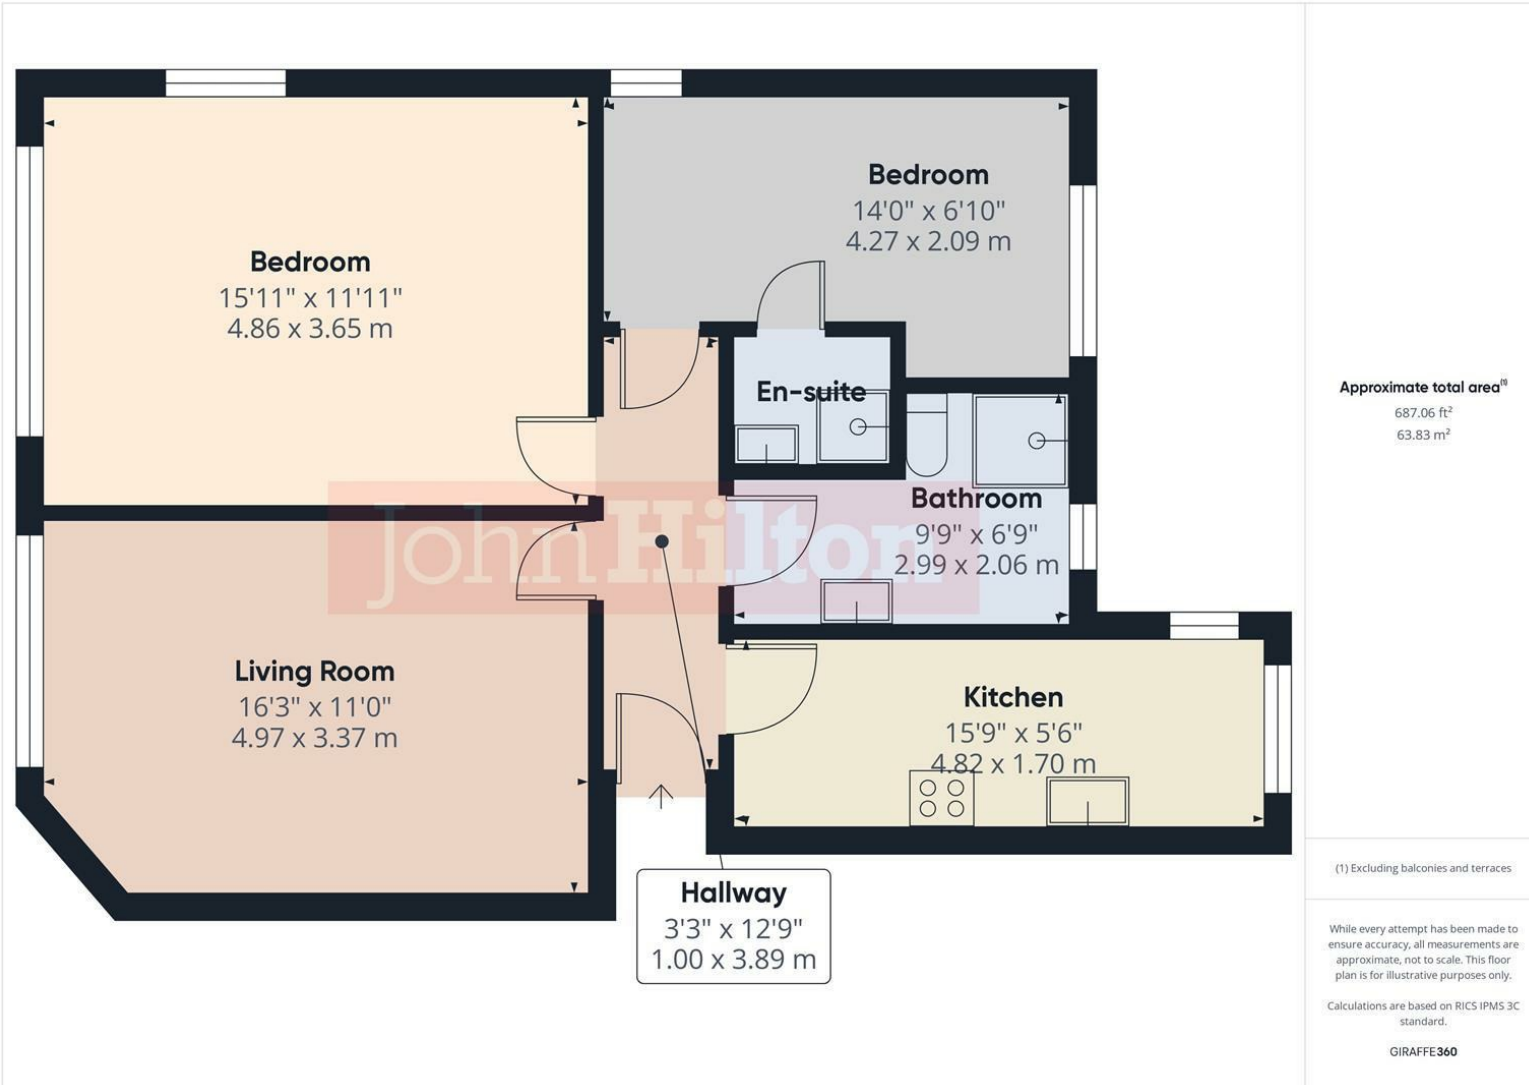 Bedroom
15'11" x 11'11"
4.86 x 3.65 m
Bedroom
14'0" x 6'10"
4.27 x 2.09 m
En-suite
Bathroom
9'9" x 6'9"
2.99 x 2.06 m
John Hilton
Living Room
16'3" x 11'0"
4.97 x 3.37 m
Kitchen
15'9" x 5'6"
4.82 x 1.70 m
Hallway
3'3" x 12'9"
1.00 x 3.89 m
Approximate total area(1)
687.06 ft²
63.83 m²
(1) Excluding balconies and terraces
While every attempt has been made to
ensure accuracy, all measurements are
approximate, not to scale. This floor
plan is for illustrative purposes only.
Calculations are based on RICS IPMS 3C
standard.
GIRAFFE360